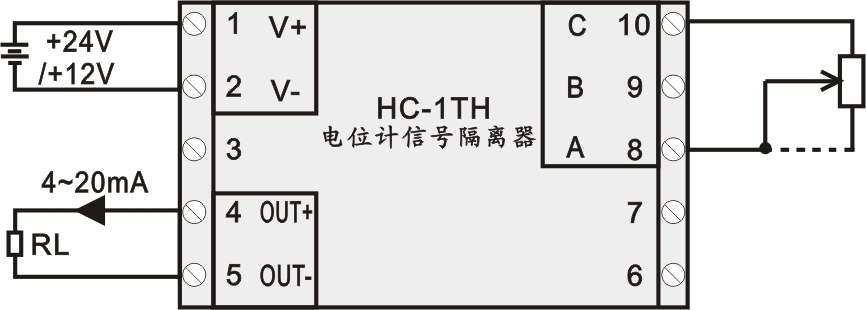 +24V
/+12V
1 V+
2 V-
3
4~20mA
4 OUT+
RL
5 OUT-
HC-1TH
电位计信号隔离器
C 10
B 9
A 8
7
6